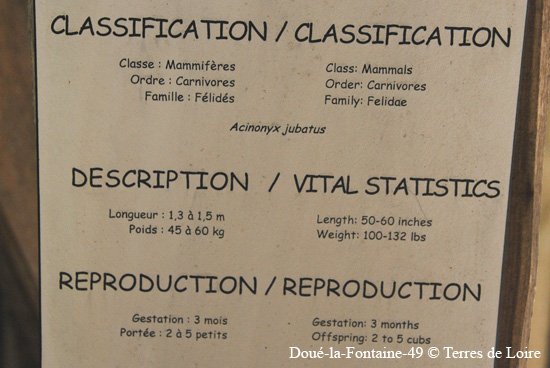 CLASSIFICATION / CLASSIFICATION
Classe : Mammifères Class: Mammals
Ordre : Carnivores Order: Carnivores
Famille : Félidés Family: Felidae
Acinonyx jubatus
DESCRIPTION / VITAL STATISTICS
Longueur : 1,3 à 1,5 m Length: 50-60 inches
Poids : 45 à 60 kg Weight: 100-132 lbs
REPRODUCTION / REPRODUCTION
Gestation : 3 mois Gestation: 3 months
Portée : 2 à 5 petits Offspring: 2 to 5 cubs
Doué-la-Fontaine-49 © Terres de Loire